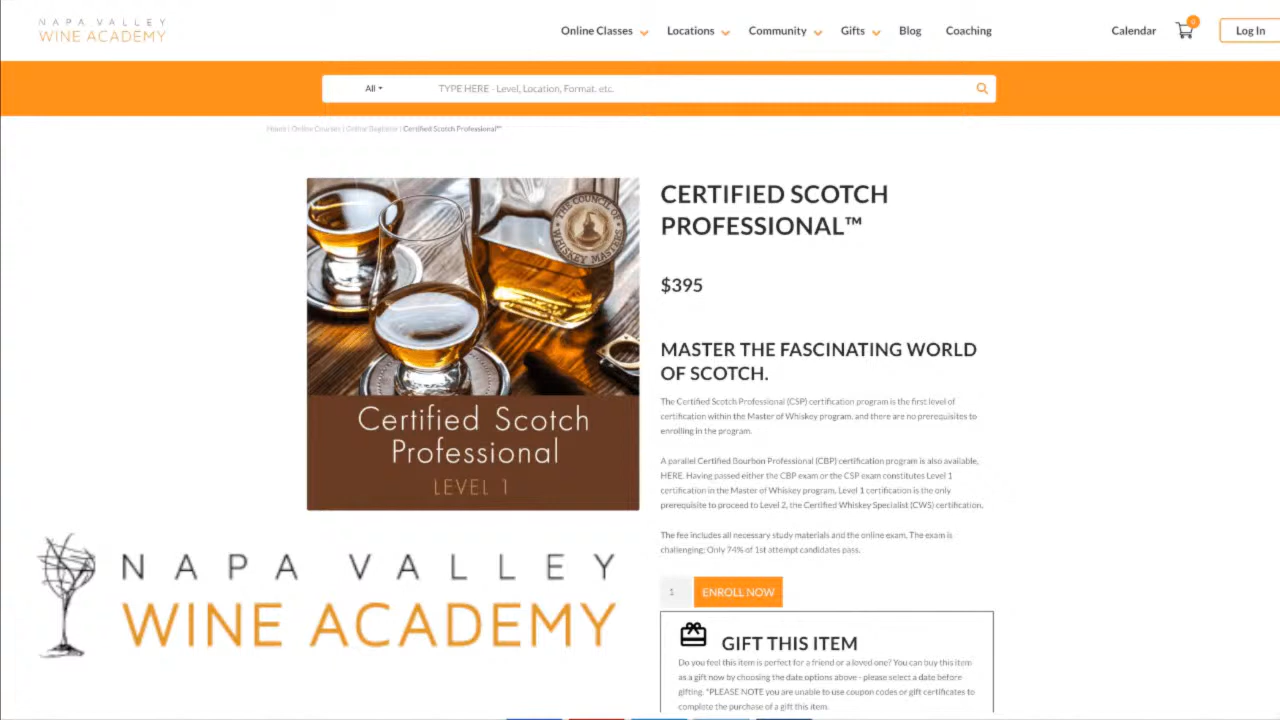 NAPA VALLEY
WINE ACADEMY
Online Classes
Locations
Community
Gifts
Blog
Coaching
Calendar
0
Log In
All
TYPE HERE - Level, Location, Format, etc.
Home | Online Courses | Online Beginner | Certified Scotch Professional™
THE COUNCIL OF
WHISKEY MASTERS
Certified Scotch
Professional
LEVEL 1
NAPA VALLEY
WINE ACADEMY
CERTIFIED SCOTCH
PROFESSIONAL™
$395
MASTER THE FASCINATING WORLD
OF SCOTCH.
The Certified Scotch Professional (CSP) certification program is the first level of
certification within the Master of Whiskey program, and there are no prerequisites to
enrolling in the program.
A parallel Certified Bourbon Professional (CBP) certification program is also available,
HERE. Having passed either the CBP exam or the CSP exam constitutes Level 1
certification in the Master of Whiskey program. Level 1 certification is the only
prerequisite to proceed to Level 2, the Certified Whiskey Specialist (CWS) certification.
The fee includes all necessary study materials and the online exam. The exam is
challenging; Only 74% of 1st attempt candidates pass.
1
ENROLL NOW
GIFT THIS ITEM
Do you feel this item is perfect for a friend or a loved one? You can buy this item
as a gift now by choosing the date options above - please select a date before
gifting. *PLEASE NOTE you are unable to use coupon codes or gift certificates to
complete the purchase of a gift this item.